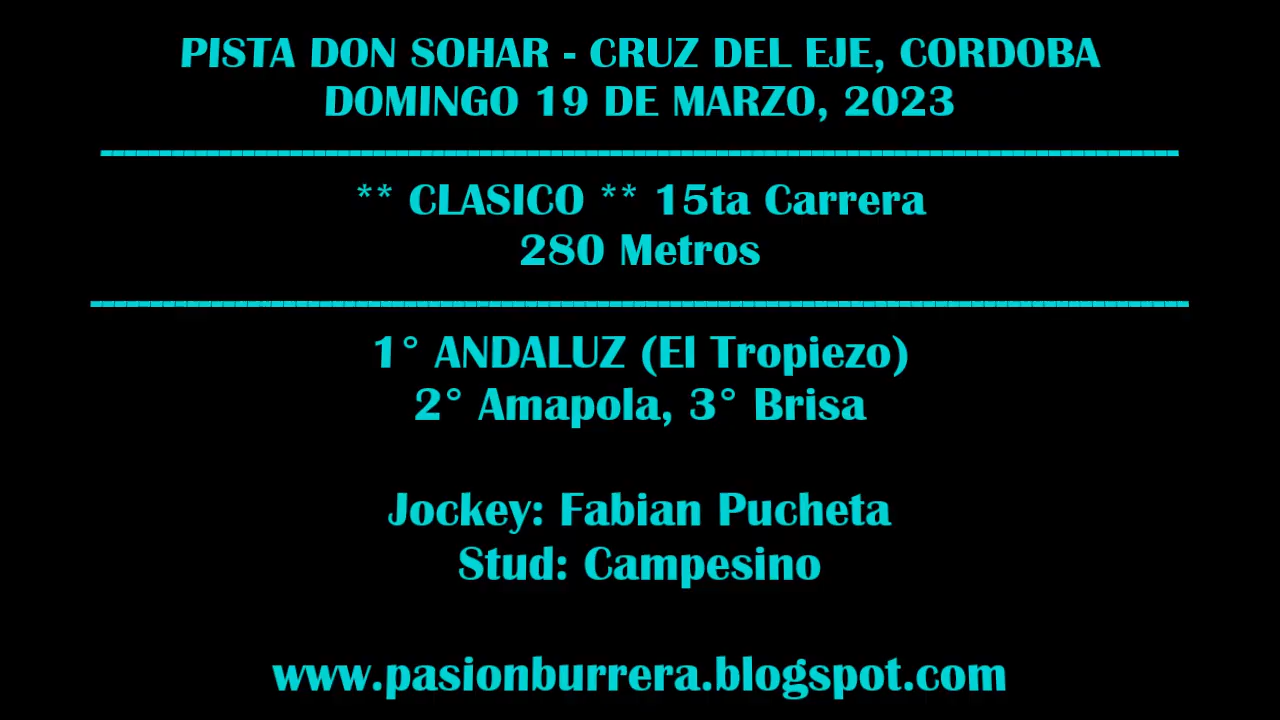 PISTA DON SOHAR - CRUZ DEL EJE, CORDOBA
DOMINGO 19 DE MARZO, 2023
** CLASICO ** 15ta Carrera
280 Metros
1° ANDALUZ (El Tropiezo)
2° Amapola, 3° Brisa
Jockey: Fabian Pucheta
Stud: Campesino
www.pasionburrera.blogspot.com